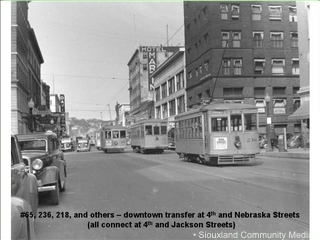 HOTEL
MARTIN
#65, 236, 218, and others – downtown transfer at 4th and Nebraska Streets
(all connect at 4th and Jackson Streets)
• Siouxland Community Medi